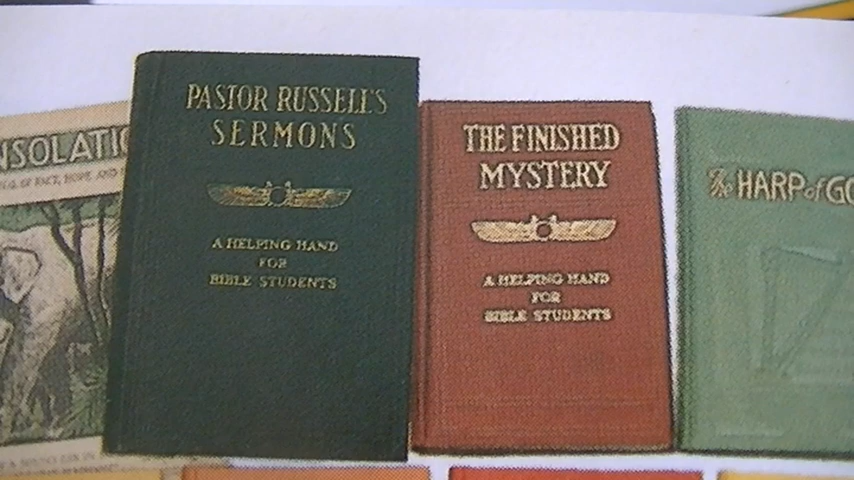 NSOLATIO
PASTOR RUSSELL'S
SERMONS
A HELPING HAND
FOR
BIBLE STUDENTS
THE FINISHED
MYSTERY
A HELPING HAND
FOR
BIBLE STUDENTS
The HARP of GO